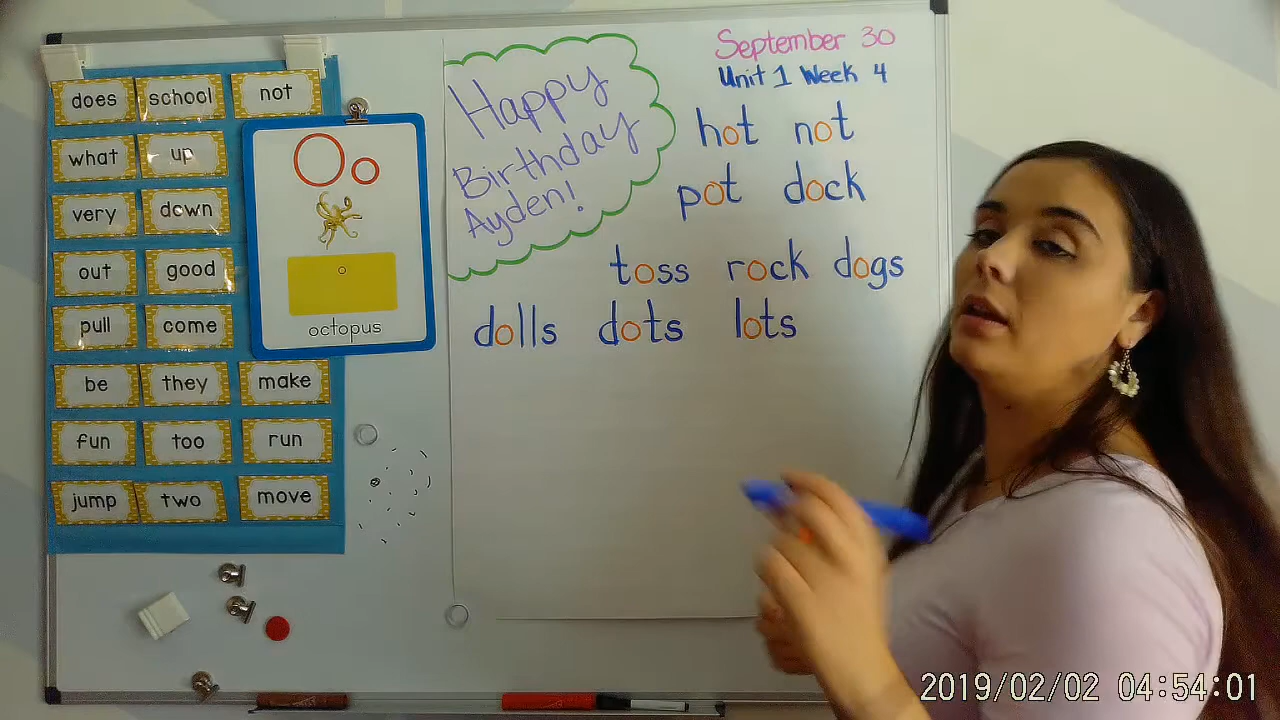 does school not
what up
very down
out good
pull come
be they make
fun too run
jump two move
Oo
octopus
Happy
Birthday
Ayden!
September 30
Unit 1 Week 4
hot not
pot dock
toss rock dogs
dolls dots lots
2019/02/02 04:54:01